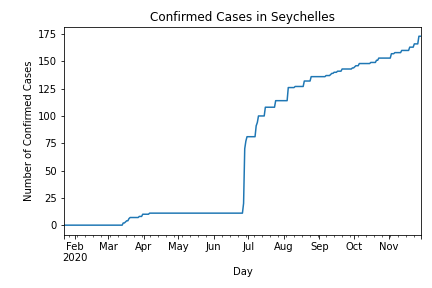 Confirmed Cases in Seychelles
175
150
125
100
75
50
25
0
Number of Confirmed Cases
Feb Mar Apr May Jun Jul Aug Sep Oct Nov
2020
Day